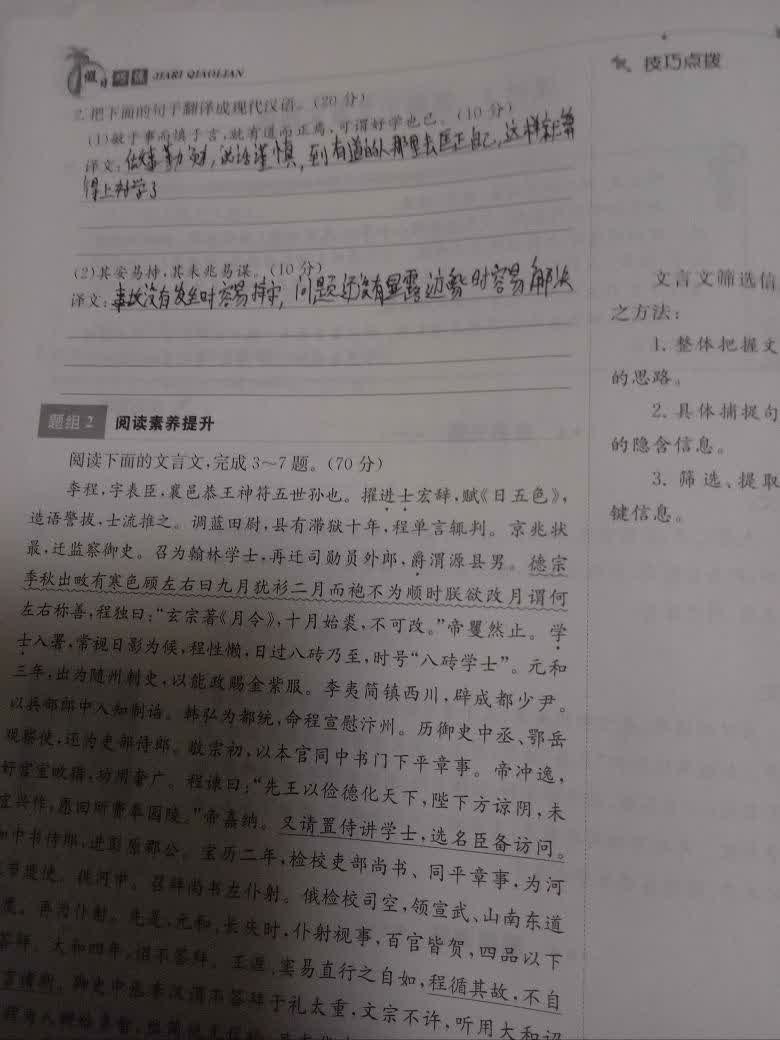 假日巧练 JIARI QIAOLIAN
技巧点拨
2.把下面的句子翻译成现代汉语。(20分)
(1)敏于事而慎于言,就有道而正焉,可谓好学也已。(10分)
译文:做事勤勉,说话谨慎,到有道的人那里去匡正自己,这样就算
得上好学了
(2)其安易持,其未兆易谋。(10分)
译文:事故没有发生时容易持守,问题还没有显露迹象时容易解决
题组2 阅读素养提升
阅读下面的文言文,完成3~7题。(70分)
李程,字表臣,襄邑恭王神符五世孙也。擢进士宏辞,赋《日五色》,
造语警拔,士流推之。调蓝田尉,县有滞狱十年,程单言辄判。京兆状
最,迁监察御史。召为翰林学士,再迁司勋员外郎,爵渭源县男。德宗
季秋出畋有寒色顾左右曰九月犹衫二月而袍不为顺时朕欲改月谓何
左右称善,程独曰:“玄宗著《月令》,十月始裘,不可改。”帝矍然止。学
士入署,常视日影为候,程性懒,日过八砖乃至,时号“八砖学士”。元和
三年,出为随州刺史,以能政赐金紫服。李夷简镇西川,辟成都少尹。
以兵部郎中入知制诰。韩弘为都统,命程宣慰汴州。历御史中丞、鄂岳
观察使,还为吏部侍郎。敬宗初,以本官同中书门下平章事。帝冲逸,
好宫室畋猎,功用奢广。程谏曰:“先王以俭德化天下,陛下方谅阴,未
宜兴作,愿回所费奉园陵。”帝嘉纳。又请置侍讲学士,选名臣备访问。
加中书侍郎,进彭原郡公。宝历二年,检校吏部尚书、同平章事,为河
节度使。徙河中。召拜尚书左仆射。俄检校司空,领宣武、山南东道
度。再为仆射。先是,元和、长庆时,仆射视事,百官皆贺,四品以下
答拜。大和四年,诏不答拜。王涯、窦易直行之自如,程循其故,不自
御史中丞李汉谓不答拜于礼太重,文宗不许,听用大和诏
文言文筛选信
之方法:
1.整体把握文
的思路。
2.具体捕捉句
的隐含信息。
3.筛选、提取
键信息。